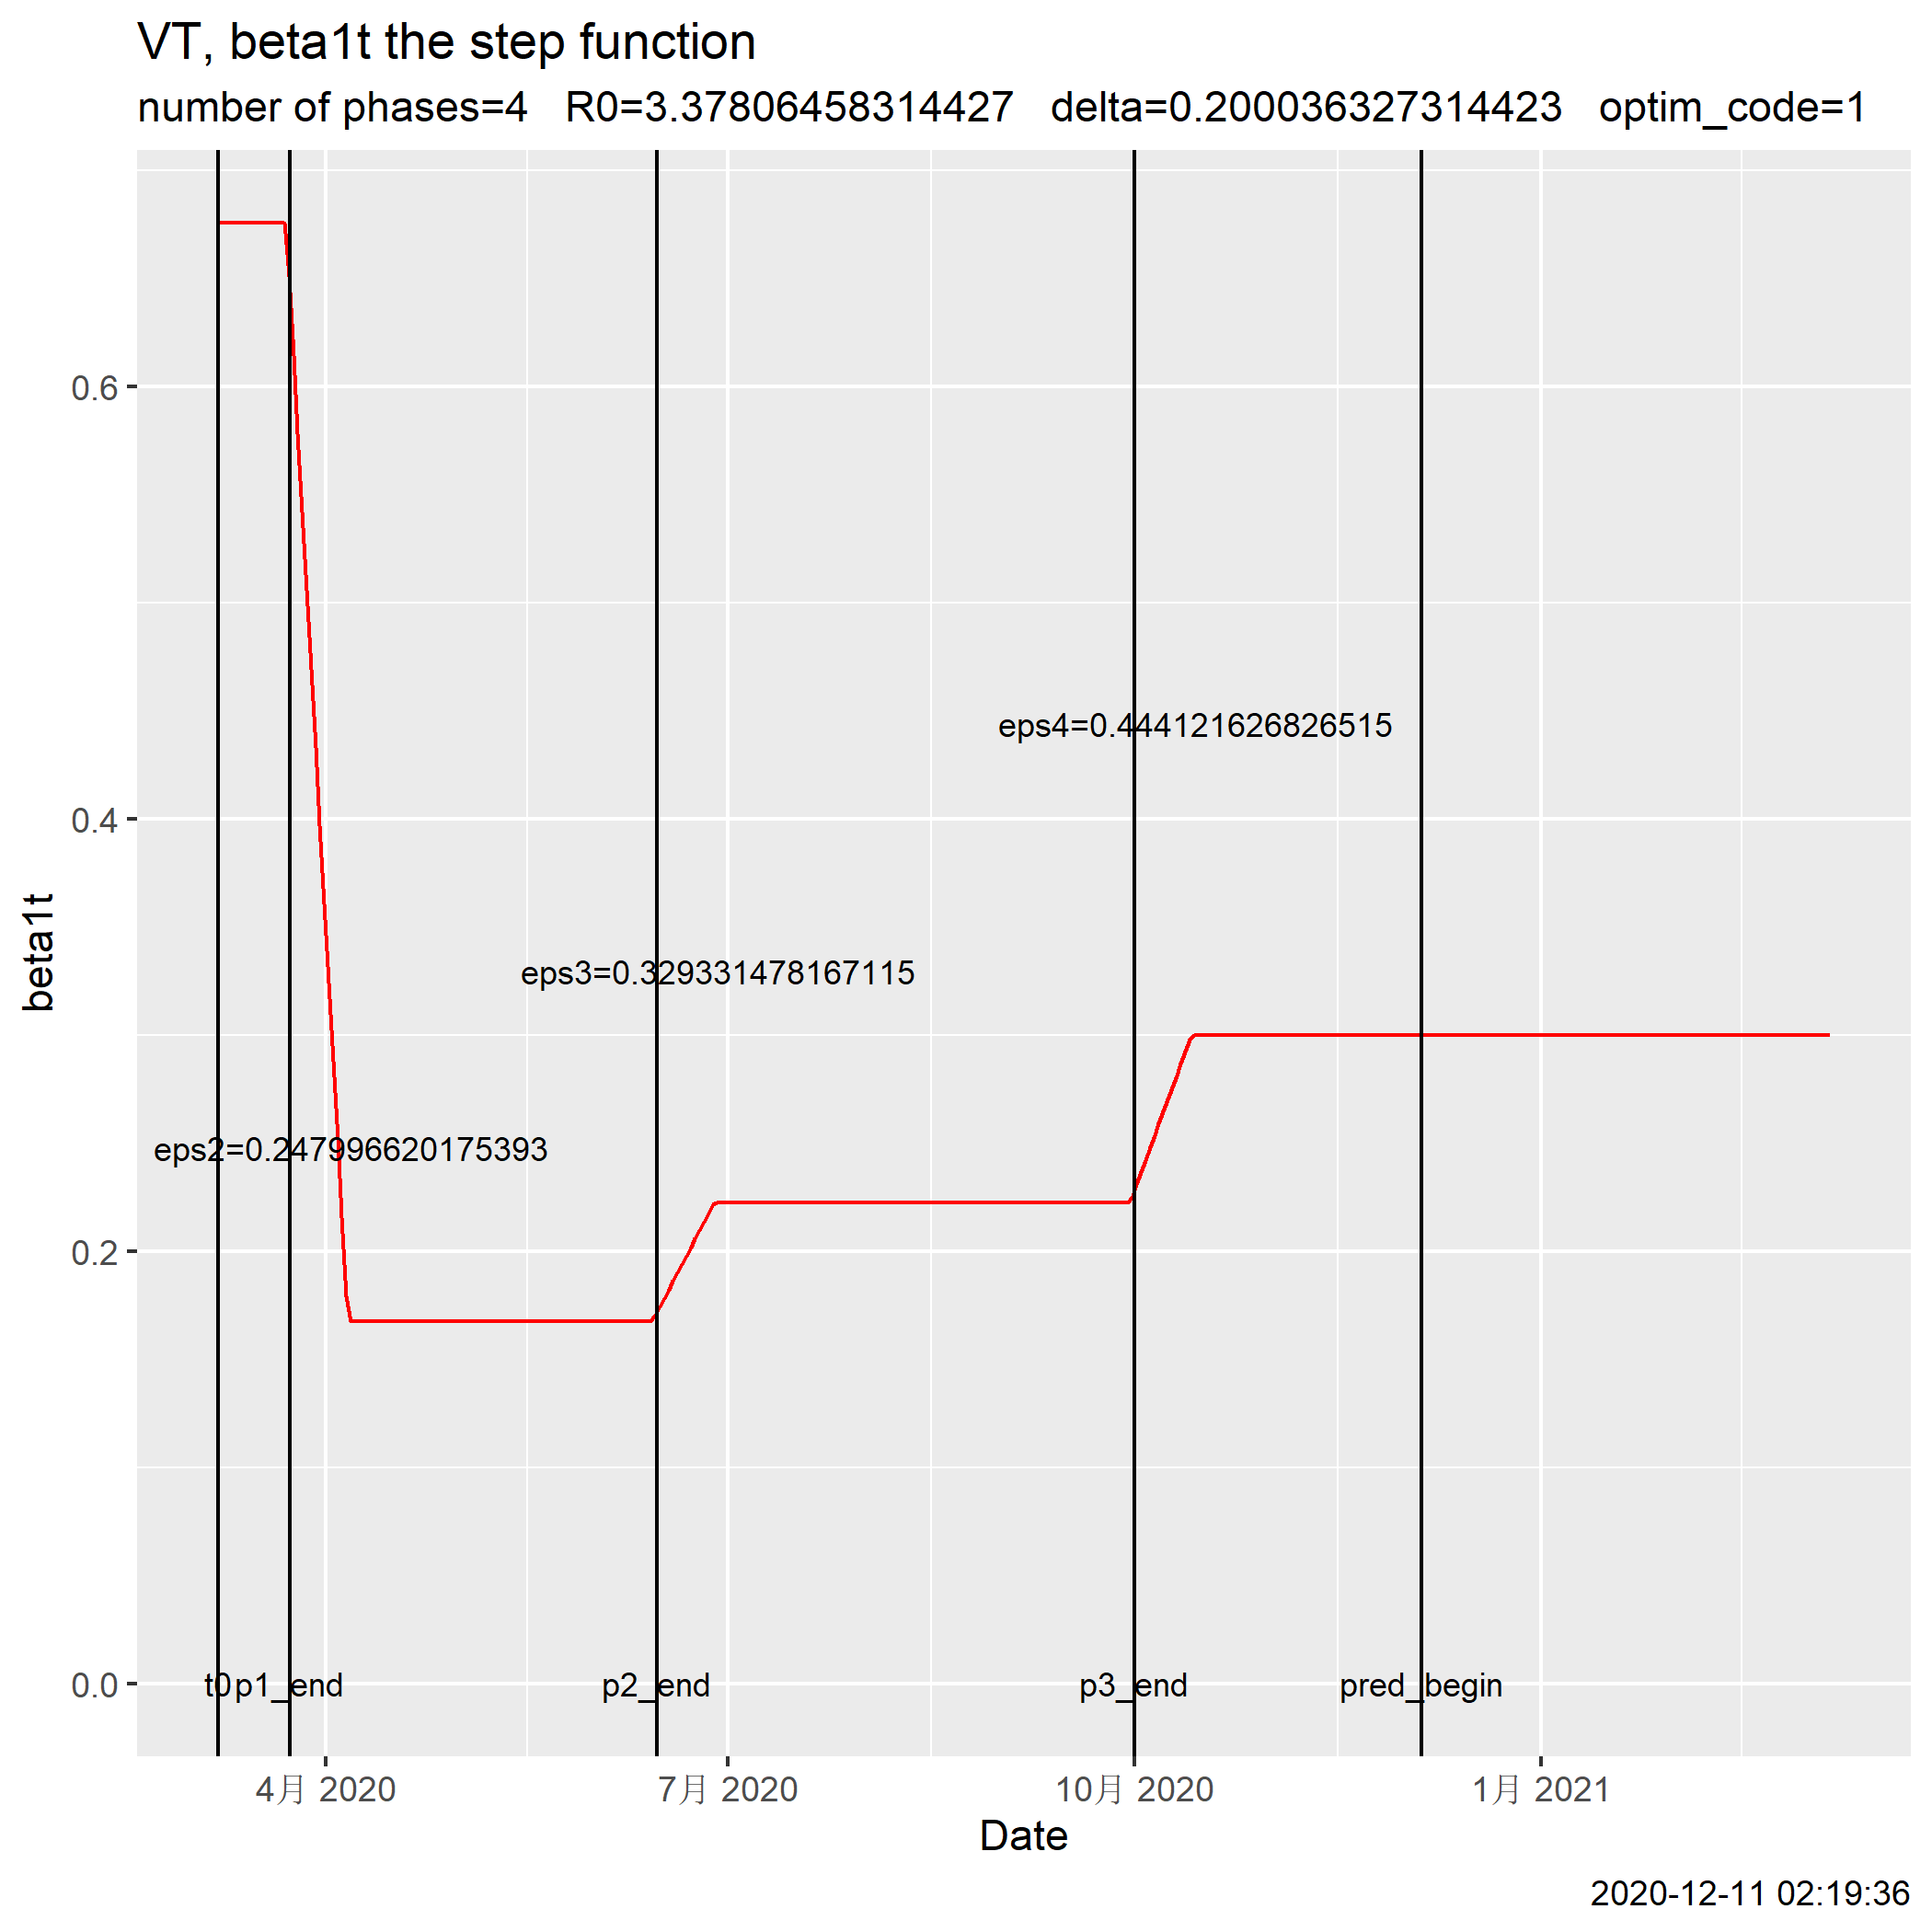 VT, beta1t the step function
number of phases=4   R0=3.37806458314427   delta=0.200036327314423   optim_code=1
0.6
0.4
0.2
0.0
beta1t
eps4=0.444121626826515
eps3=0.329331478167115
eps2=0.247996620175393
t0 p1_end p2_end p3_end pred_begin
4月 2020 7月 2020 10月 2020 1月 2021
Date
2020-12-11 02:19:36